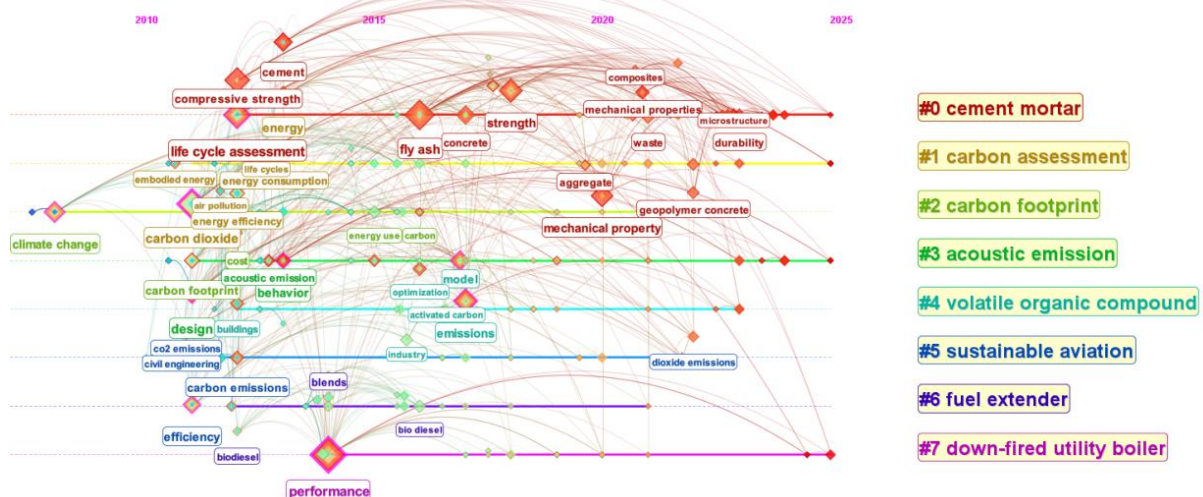 2010 2015 2020 2025
cement
composites
compressive strength
mechanical properties
#0 cement mortar
microstructure
strength
energy
concrete
waste
durability
fly ash
life cycle assessment
#1 carbon assessment
life cycles
embodied energy
energy consumption
aggregate
air pollution
geopolymer concrete
#2 carbon footprint
energy efficiency
mechanical property
carbon dioxide
energy use
carbon
climate change
cost
#3 acoustic emission
acoustic emission
model
carbon footprint
behavior
optimization
#4 volatile organic compound
activated carbon
design
buildings
emissions
co2 emissions
#5 sustainable aviation
industry
civil engineering
dioxide emissions
carbon emissions
blends
#6 fuel extender
bio diesel
efficiency
#7 down-fired utility boiler
biodiesel
performance